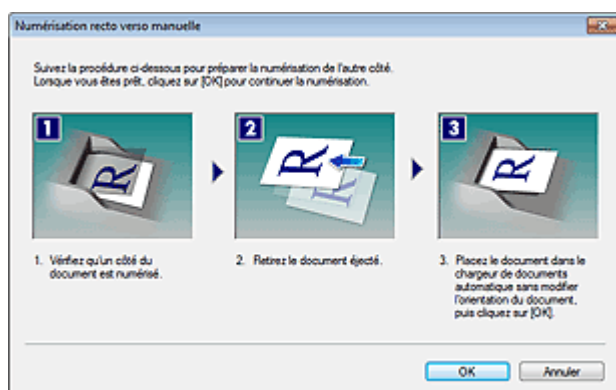 Numérisation recto verso manuelle
Suivez la procédure ci-dessous pour préparer la numérisation de l'autre côté.
Lorsque vous êtes prêt, cliquez sur [OK] pour continuer la numérisation.
1
R
2
R
R
3
R
1. Vérifiez qu'un côté du
document est numérisé.
2. Retirez le document éjecté.
3. Placez le document dans le
chargeur de documents
automatique sans modifier
l'orientation du document,
puis cliquez sur [OK].
OK
Annuler